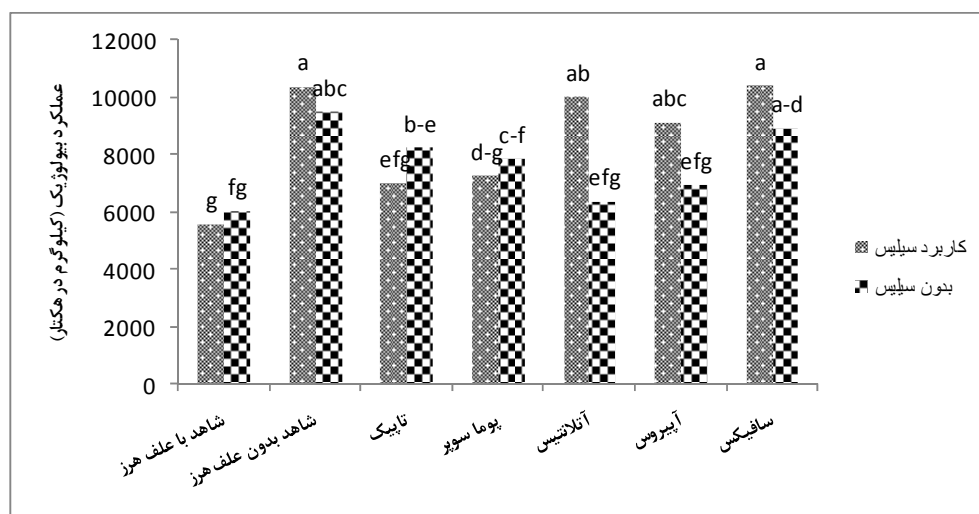 عملکرد بیولوژیک (کیلوگرم در هکتار)
12000
10000
8000
6000
4000
2000
0
g
fg
a
abc
efg
b-e
d-g
c-f
ab
efg
abc
efg
a
a-d
شاهد با علف هرز
شاهد بدون علف هرز
تاپیک
پوما سوپر
آتلانتیس
آپیروس
سافیکس
کاربرد سیلیس
بدون سیلیس